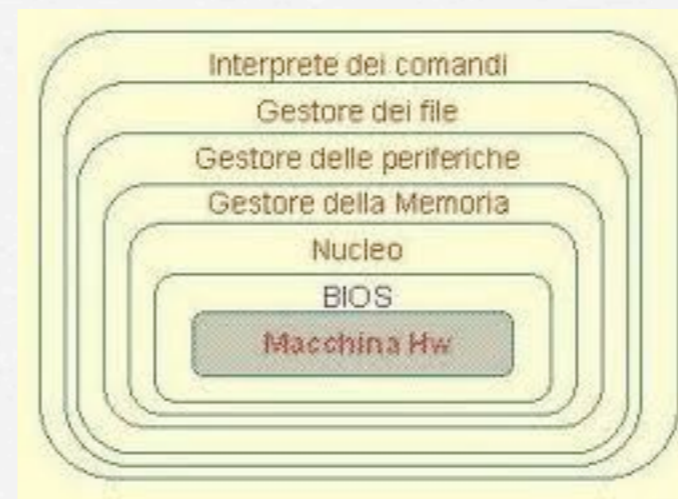 Interprete dei comandi
Gestore dei file
Gestore delle periferiche
Gestore della Memoria
Nucleo
BIOS
Macchina Hw